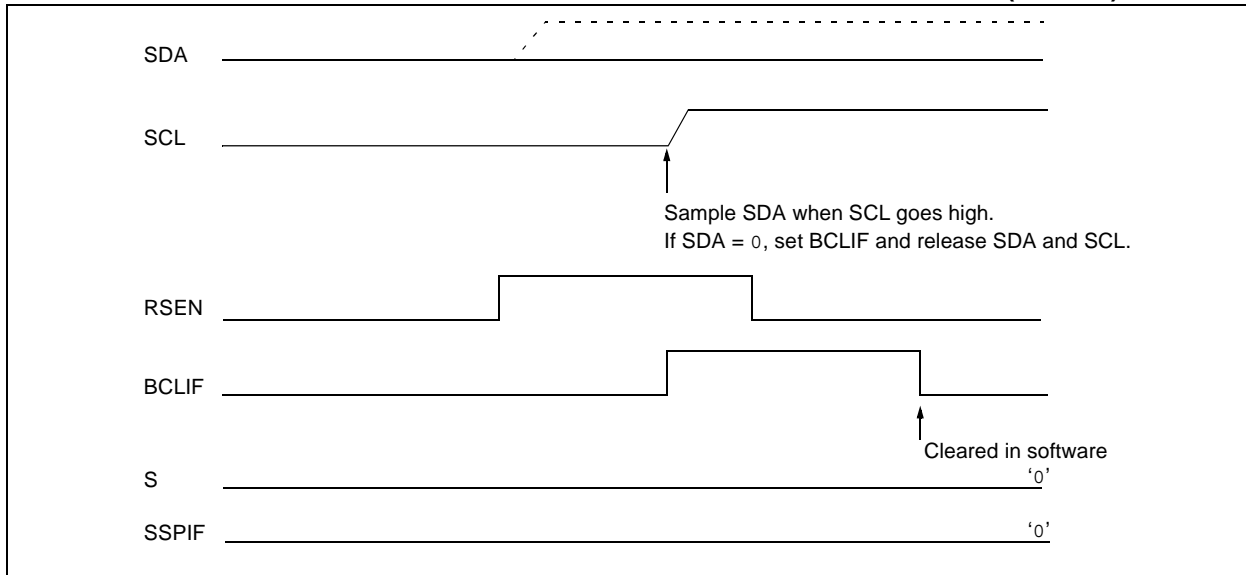 SDA
SCL
Sample SDA when SCL goes high.
If SDA = 0, set BCLIF and release SDA and SCL.
RSEN
BCLIF
Cleared in software
S
‘0’
SSPIF
‘0’